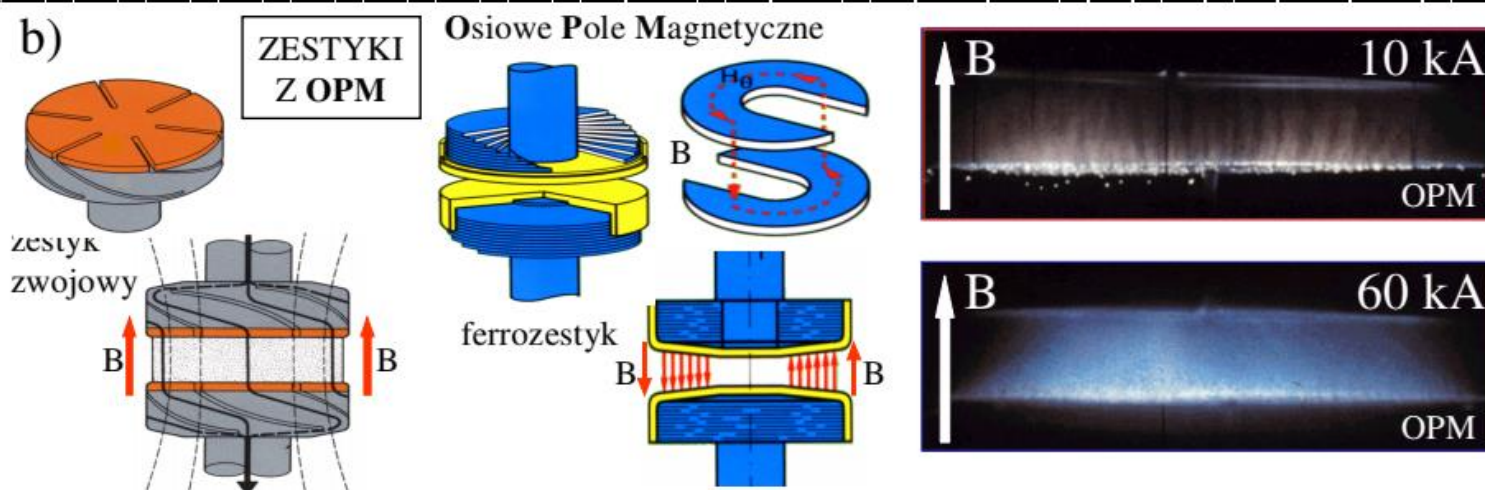 b)
ZESTYKI
Z OPM
Osiowe Pole Magnetyczne
Hθ
B
zestyk
zwojowy
B
B
ferrozestyk
B
B
B
10 kA
OPM
B
60 kA
OPM